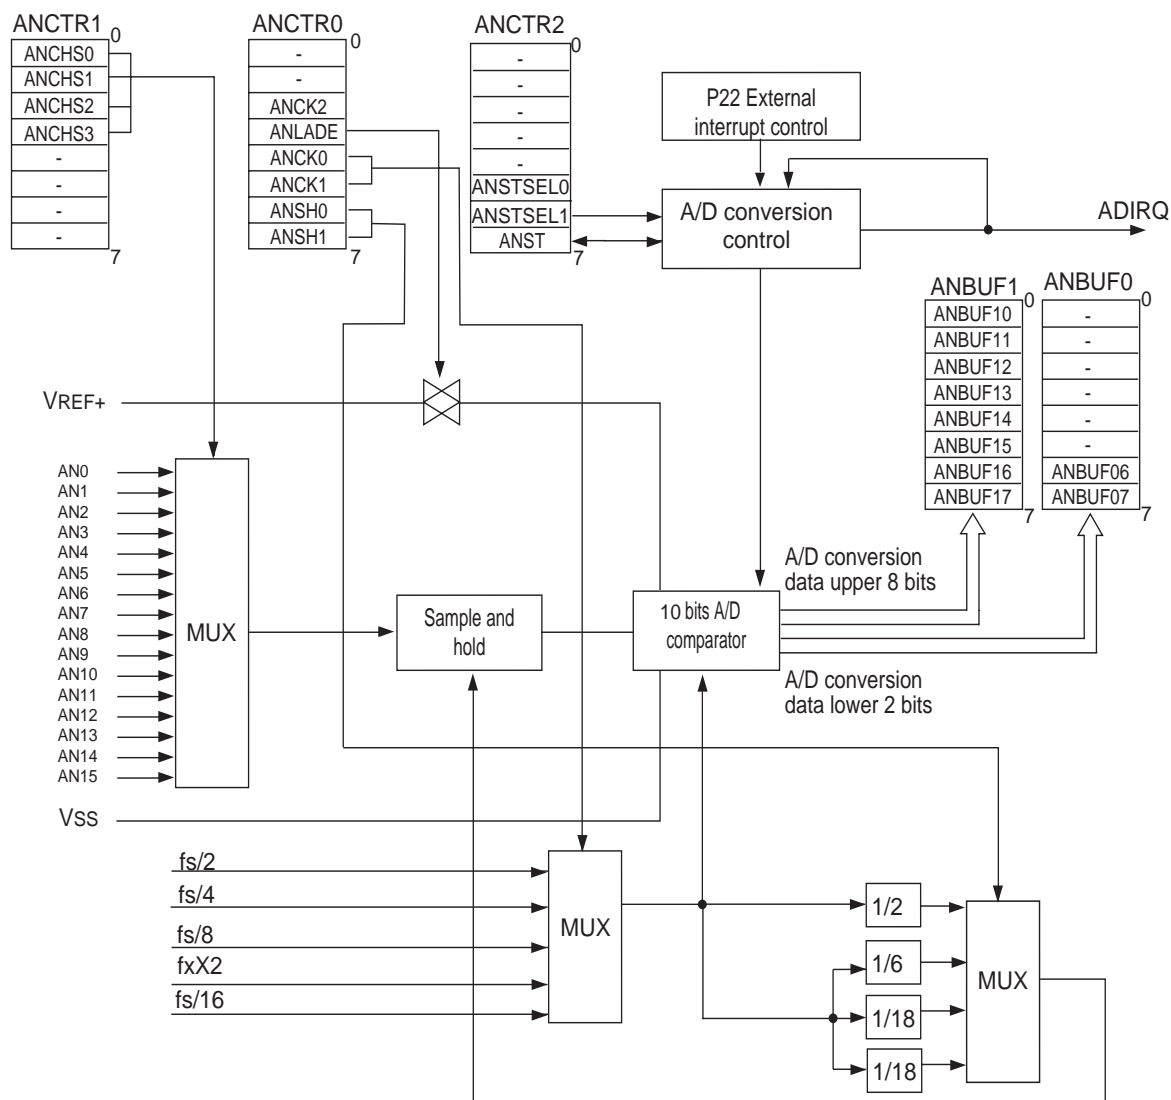 ANCTR1
0
ANCHS0
ANCHS1
ANCHS2
ANCHS3
-
-
-
-
7
ANCTR0
0
-
-
ANCK2
ANLADE
ANCK0
ANCK1
ANSH0
ANSH1
7
ANCTR2
0
-
-
-
-
-
ANSTSEL0
ANSTSEL1
ANST
7
P22 External
interrupt control
A/D conversion
control
ADIRQ
ANBUF1
0
ANBUF10
ANBUF11
ANBUF12
ANBUF13
ANBUF14
ANBUF15
ANBUF16
ANBUF17
7
ANBUF0
0
-
-
-
-
-
-
ANBUF06
ANBUF07
7
VREF+
AN0
AN1
AN2
AN3
AN4
AN5
AN6
AN7
AN8
AN9
AN10
AN11
AN12
AN13
AN14
AN15
MUX
Sample and
hold
10 bits A/D
comparator
A/D conversion
data upper 8 bits
A/D conversion
data lower 2 bits
VSS
fs/2
fs/4
fs/8
fxX2
fs/16
MUX
1/2
1/6
1/18
1/18
MUX